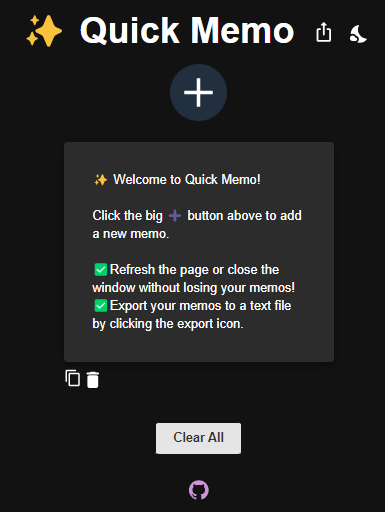 ✨ Quick Memo
✨ Welcome to Quick Memo!
Click the big ➕ button above to add
a new memo.
✅Refresh the page or close the
window without losing your memos!
✅Export your memos to a text file
by clicking the export icon.
Clear All